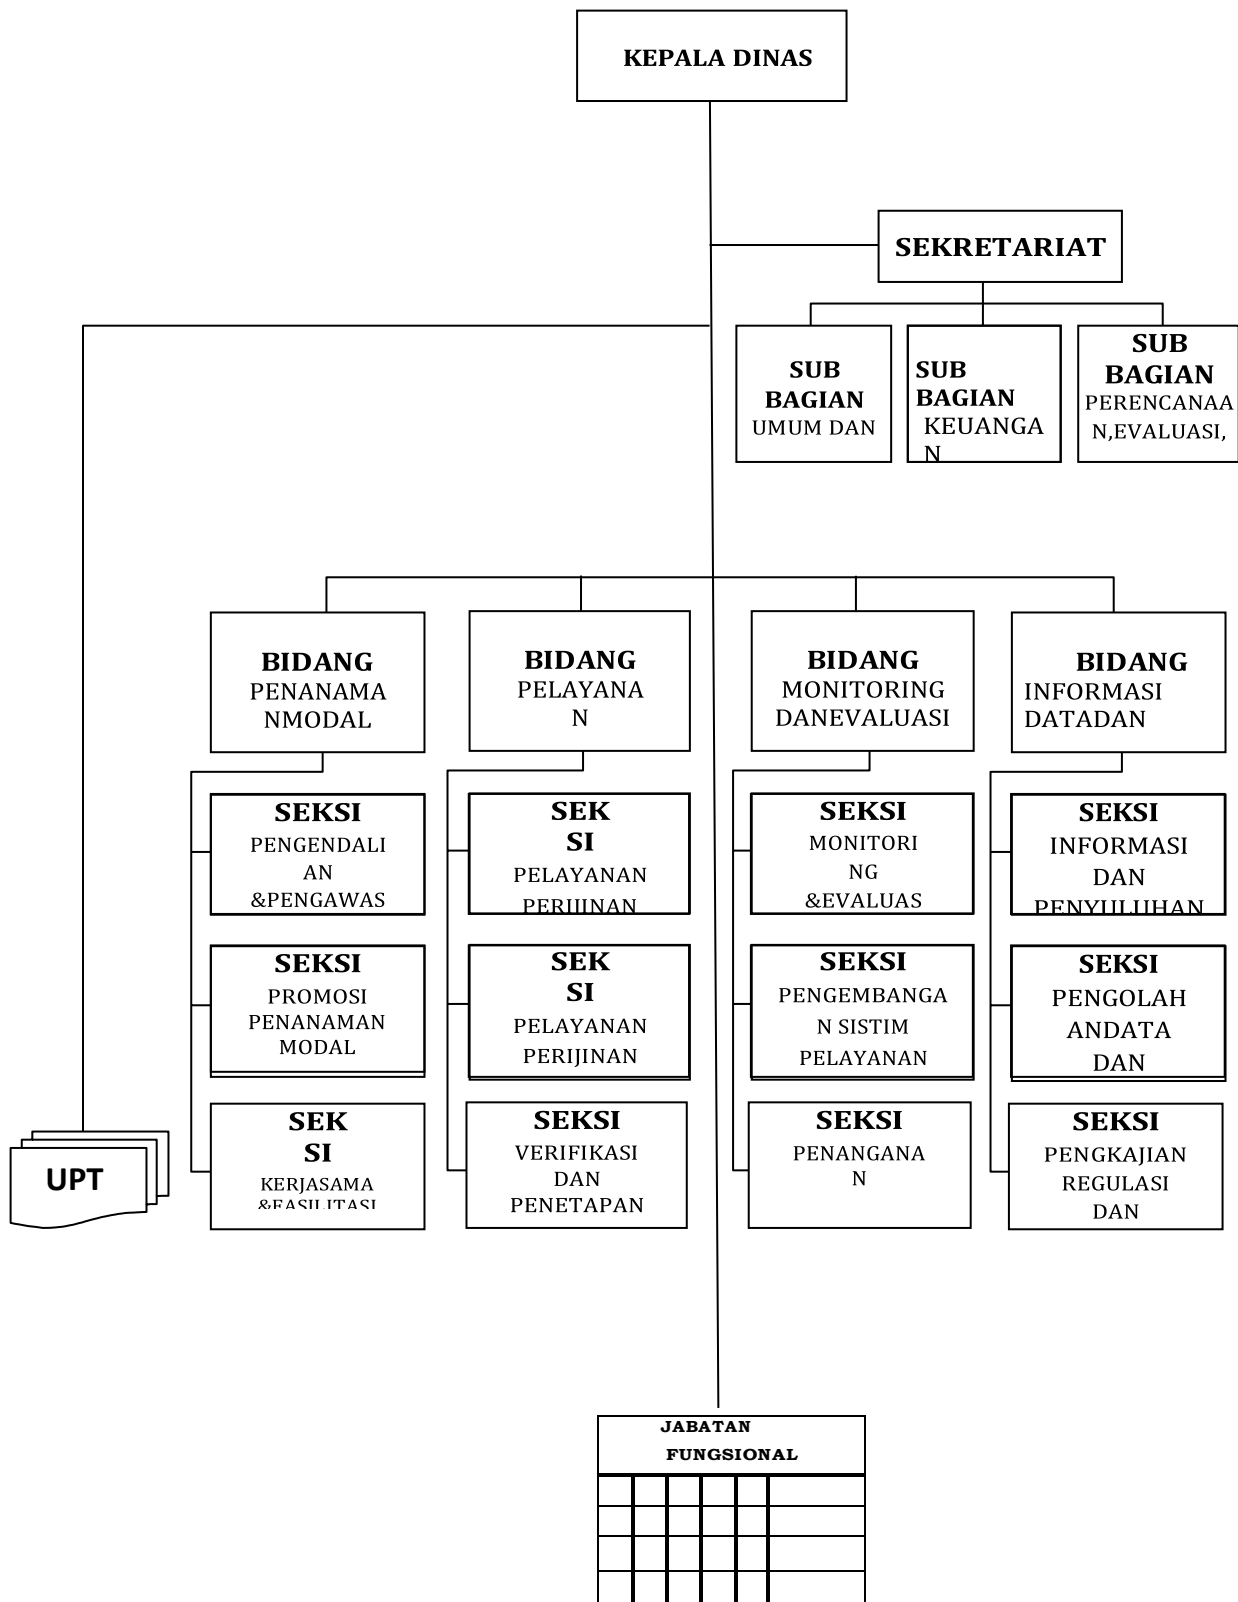 KEPALA DINAS
SEKRETARIAT
SUB
BAGIAN
UMUM DAN
SUB
BAGIAN
KEUANGA
N
SUB
BAGIAN
PERENCANAA
N,EVALUASI,
BIDANG
PENANAMA
NMODAL
BIDANG
PELAYANA
N
BIDANG
MONITORING
DANEVALUASI
BIDANG
INFORMASI
DATADAN
SEKSI
PENGENDALI
AN
&PENGAWAS
SEK
SI
PELAYANAN
PERIJINAN
SEKSI
MONITORI
NG
&EVALUAS
SEKSI
INFORMASI
DAN
PENYULUHAN
SEKSI
PROMOSI
PENANAMAN
MODAL
SEK
SI
PELAYANAN
PERIJINAN
SEKSI
PENGEMBANGA
N SISTIM
PELAYANAN
SEKSI
PENGOLAH
ANDATA
DAN
SEK
SI
KERJASAMA
&FASILITASI
SEKSI
VERIFIKASI
DAN
PENETAPAN
SEKSI
PENANGANA
N
SEKSI
PENGKAJIAN
REGULASI
DAN
UPT
JABATAN
FUNGSIONAL